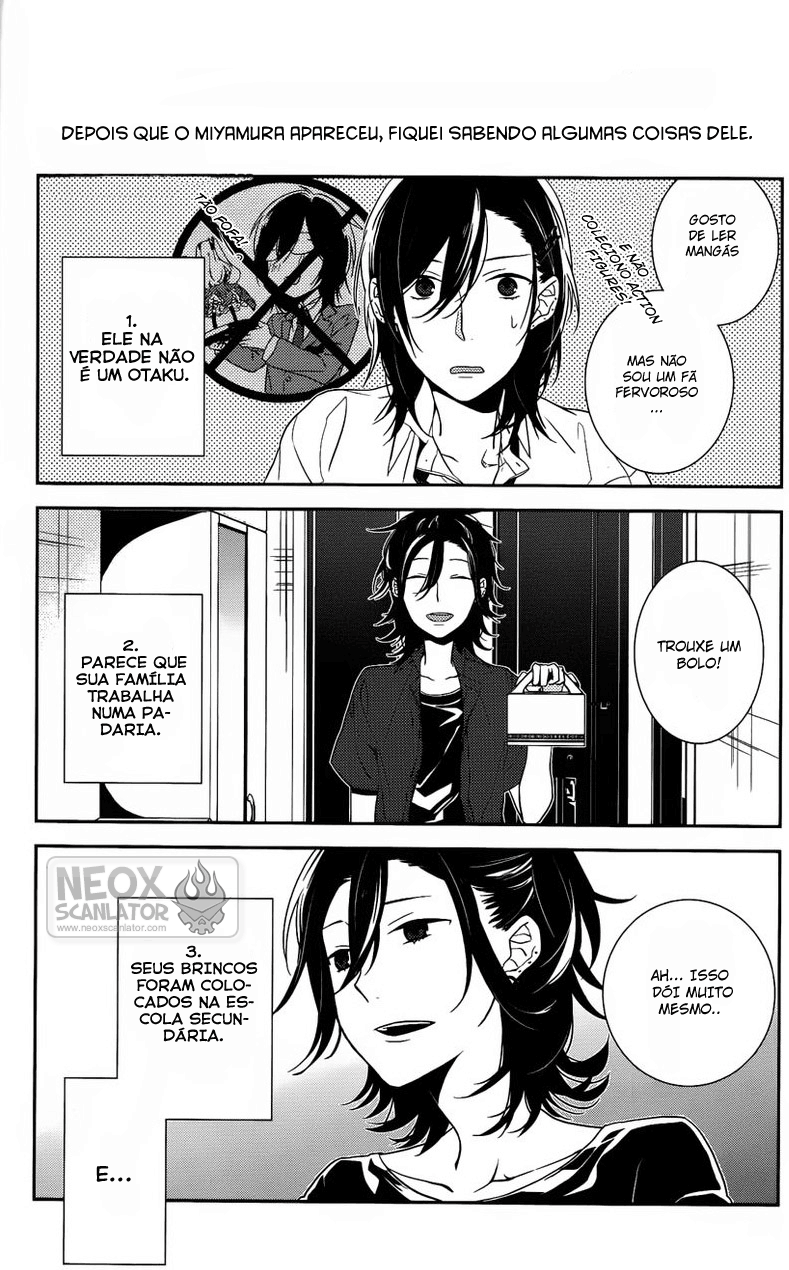 DEPOIS QUE O MIYAMURA APARECEU, FIQUEI SABENDO ALGUMAS COISAS DELE.
GOSTO
DE LER
MANGÁS
E NÃO
COLECIONO ACTION
FIGURES!
MAS NÃO
SOU UM FÃ
FERVOROSO
...
TÃO FOFA!
1.
ELE NA
VERDADE NÃO
É UM OTAKU.
TROUXE UM
BOLO!
2.
PARECE QUE
SUA FAMÍLIA
TRABALHA
NUMA PA-
DARIA.
NEOX
SCANLATOR
www.neoxscanlator.com
3.
SEUS BRINCOS
FORAM COLO-
CADOS NA ES-
COLA SECUN-
DÁRIA.
AH... ISSO
DÓI MUITO
MESMO..
E...